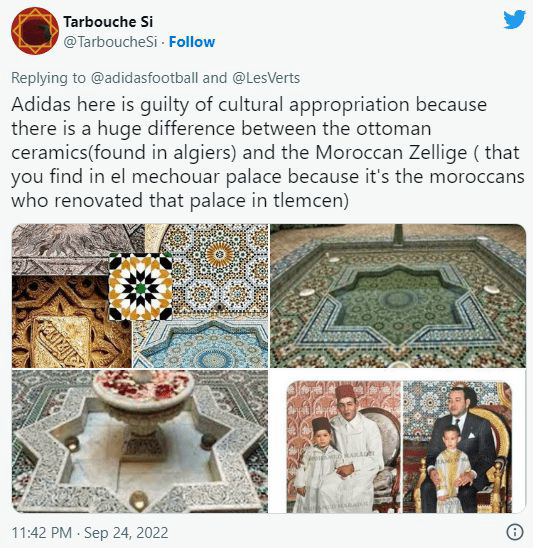 Tarbouche Si
@TarboucheSi · Follow
Replying to @adidasfootball and @LesVerts
Adidas here is guilty of cultural appropriation because
there is a huge difference between the ottoman
ceramics(found in algiers) and the Moroccan Zellige ( that
you find in el mechouar palace because it's the moroccans
who renovated that palace in tlemcen)
11:42 PM · Sep 24, 2022